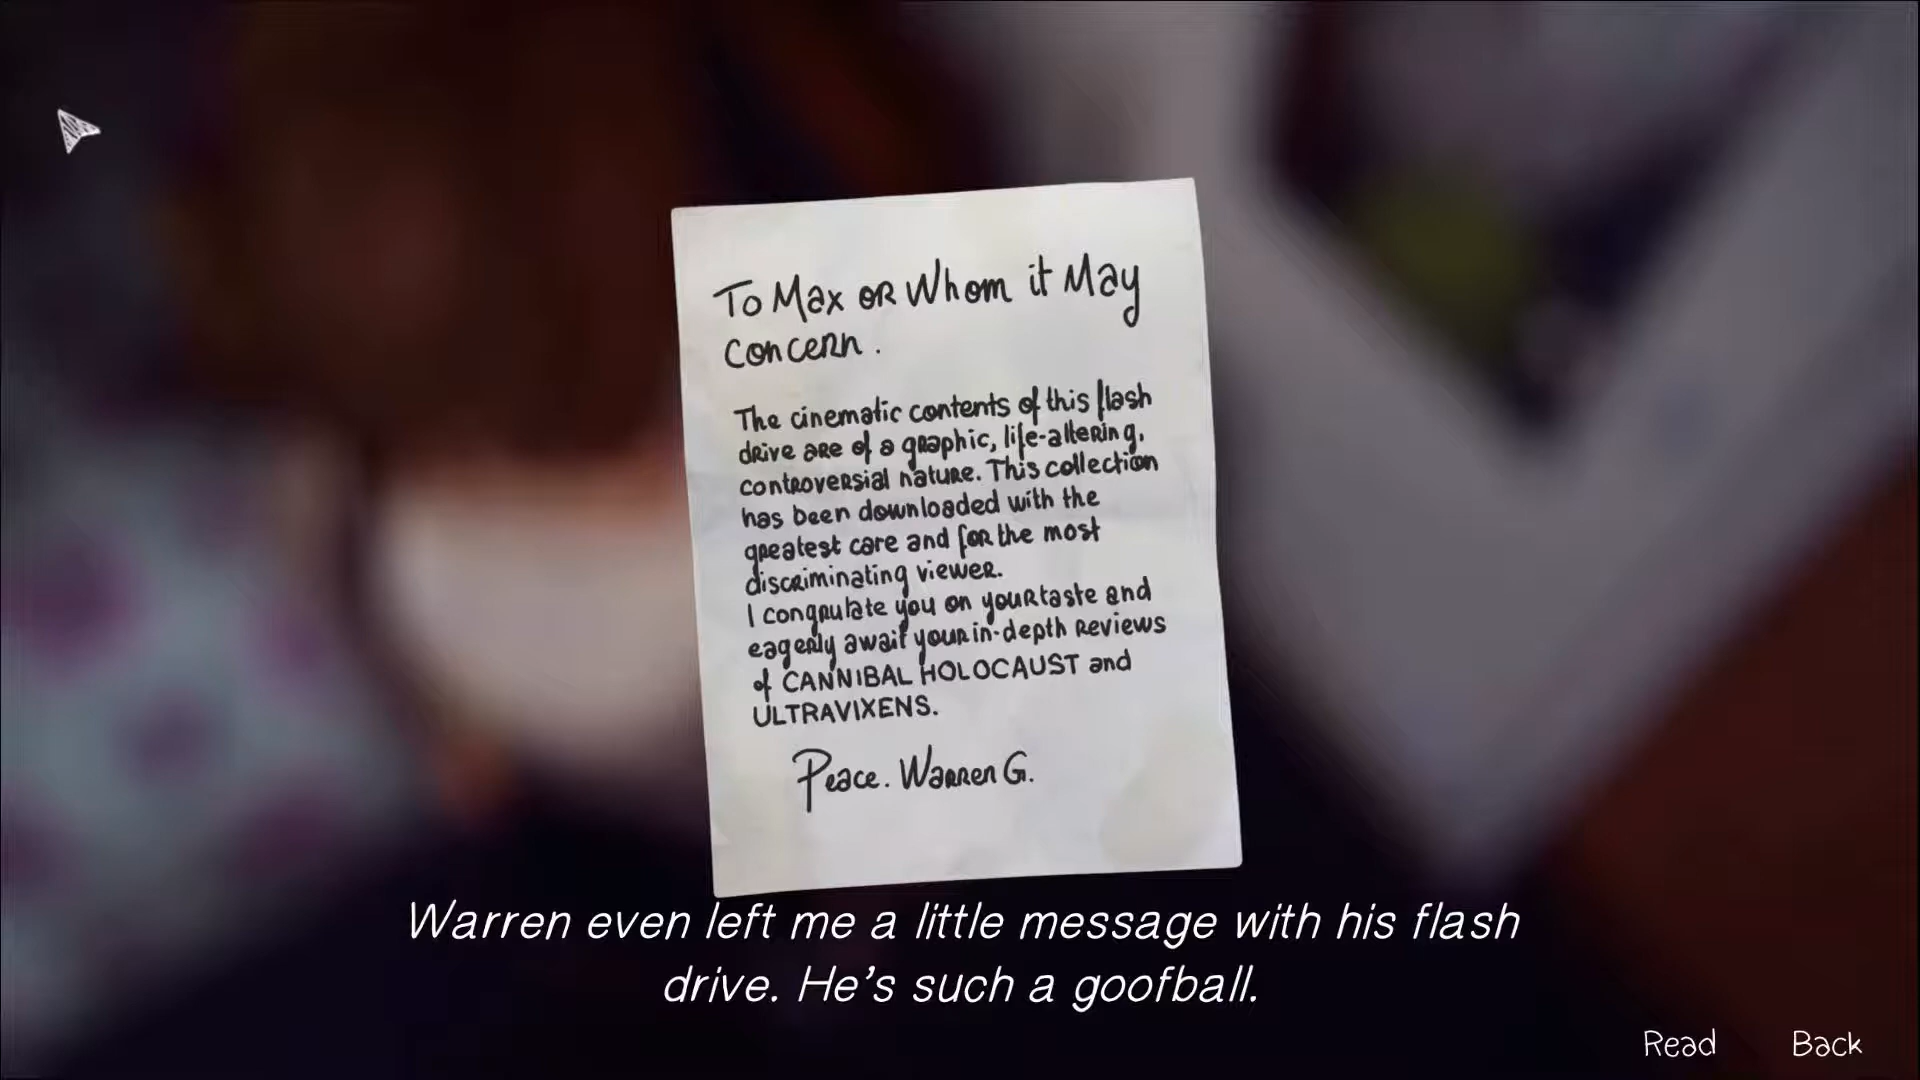 To Max or Whom it May
concern.
The cinematic contents of this flash
drive are of a graphic, life-altering,
controversial nature. This collection
has been downloaded with the
greatest care and for the most
discriminating viewer.
I congrulate you on your taste and
eagerly await your in-depth reviews
of CANNIBAL HOLOCAUST and
ULTRAVIXENS.
Peace. Warren G.
Warren even left me a little message with his flash
drive. He's such a goofball.
Read Back